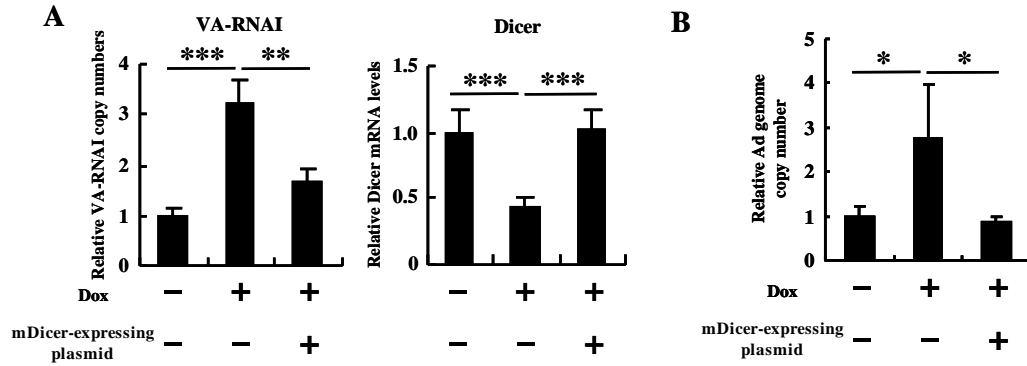 A
VA-RNAI
Relative VA-RNAI copy numbers
4
3
2
1
0
***
**
Dicer
Relative Dicer mRNA levels
1.5
1.0
0.5
0
***
***
Dox
− + +
− + +
mDicer-expressing
plasmid
− − +
− − +
B
Relative Ad genome
copy number
5
4
3
2
1
0
*
*
Dox
− + +
mDicer-expressing
plasmid
− − +